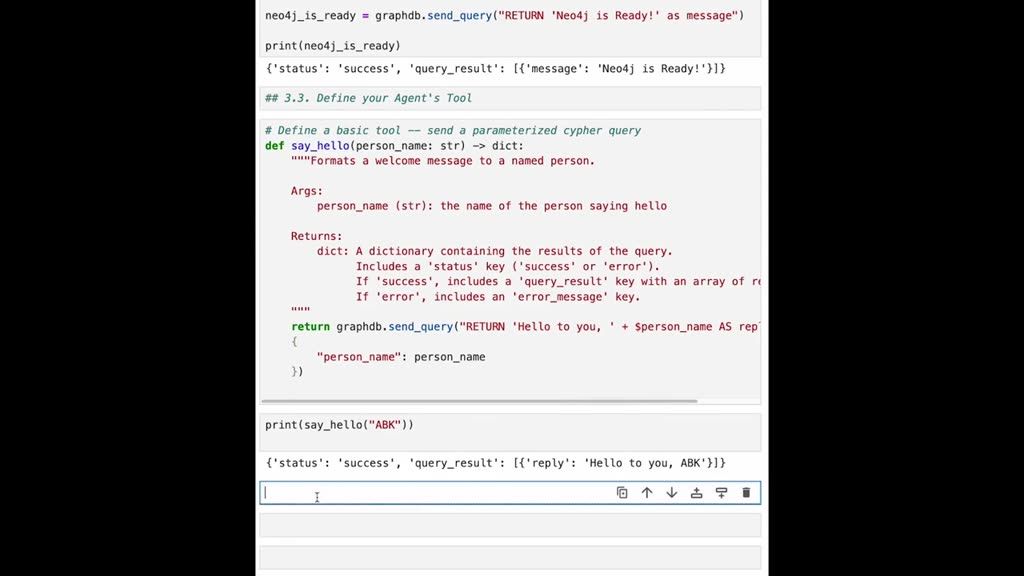 neo4j_is_ready = graphdb.send_query("RETURN 'Neo4j is Ready!' as message")
print(neo4j_is_ready)
{'status': 'success', 'query_result': [{'message': 'Neo4j is Ready!'}]}
## 3.3. Define your Agent's Tool
# Define a basic tool -- send a parameterized cypher query
def say_hello(person_name: str) -> dict:
    """Formats a welcome message to a named person.
    Args:
        person_name (str): the name of the person saying hello
    Returns:
        dict: A dictionary containing the results of the query.
              Includes a 'status' key ('success' or 'error').
              If 'success', includes a 'query_result' key with an array of
              If 'error', includes an 'error_message' key.
    """
    return graphdb.send_query("RETURN 'Hello to you, ' + $person_name AS
    {
        "person_name": person_name
    })
print(say_hello("ABK"))
{'status': 'success', 'query_result': [{'reply': 'Hello to you, ABK'}]}